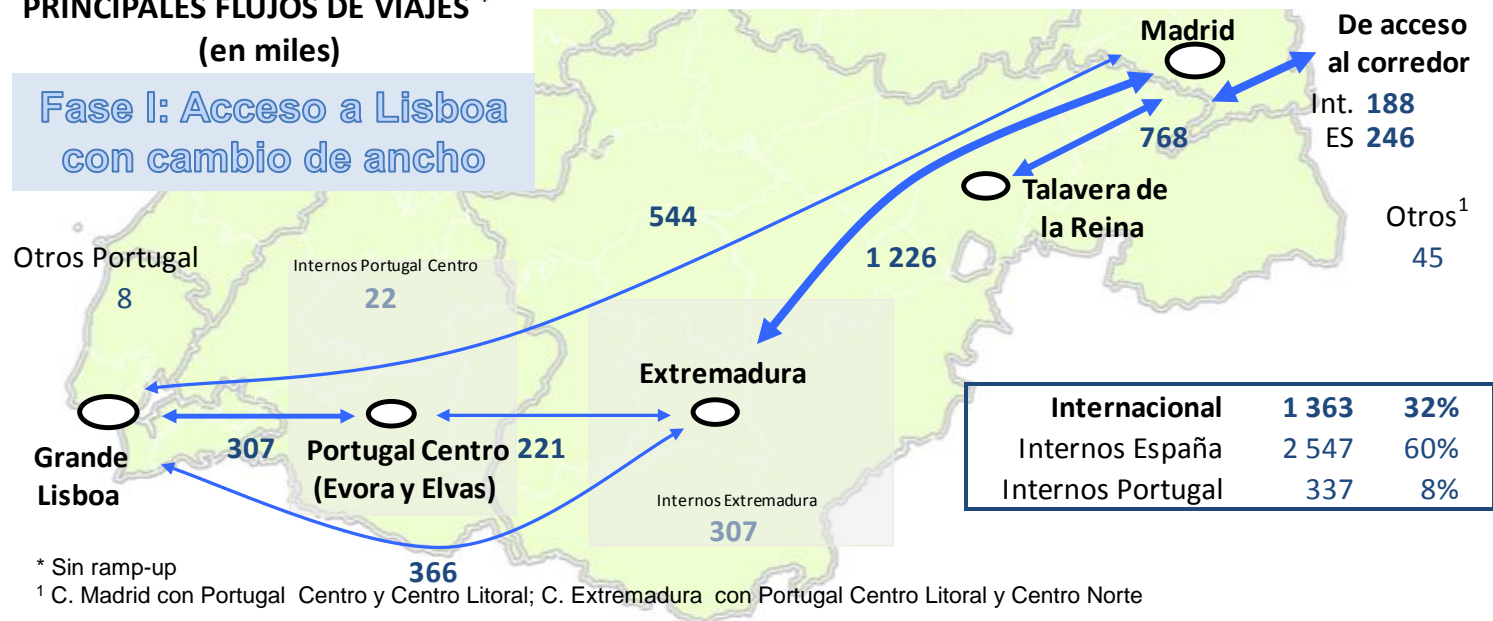 PRINCIPALES FLUJOS DE VIAJES *
(en miles)
Fase I: Acceso a Lisboa
con cambio de ancho
Madrid
De acceso
al corredor
Int. 188
ES 246
768
Talavera de
la Reina
544
Otros¹
45
1 226
Otros Portugal
8
Internos Portugal Centro
22
Extremadura
Grande
Lisboa
307
Portugal Centro
(Evora y Elvas)
221
Internos Extremadura
307
366
Internacional 1 363 32%
Internos España 2 547 60%
Internos Portugal 337 8%
* Sin ramp-up
¹ C. Madrid con Portugal Centro y Centro Litoral; C. Extremadura con Portugal Centro Litoral y Centro Norte